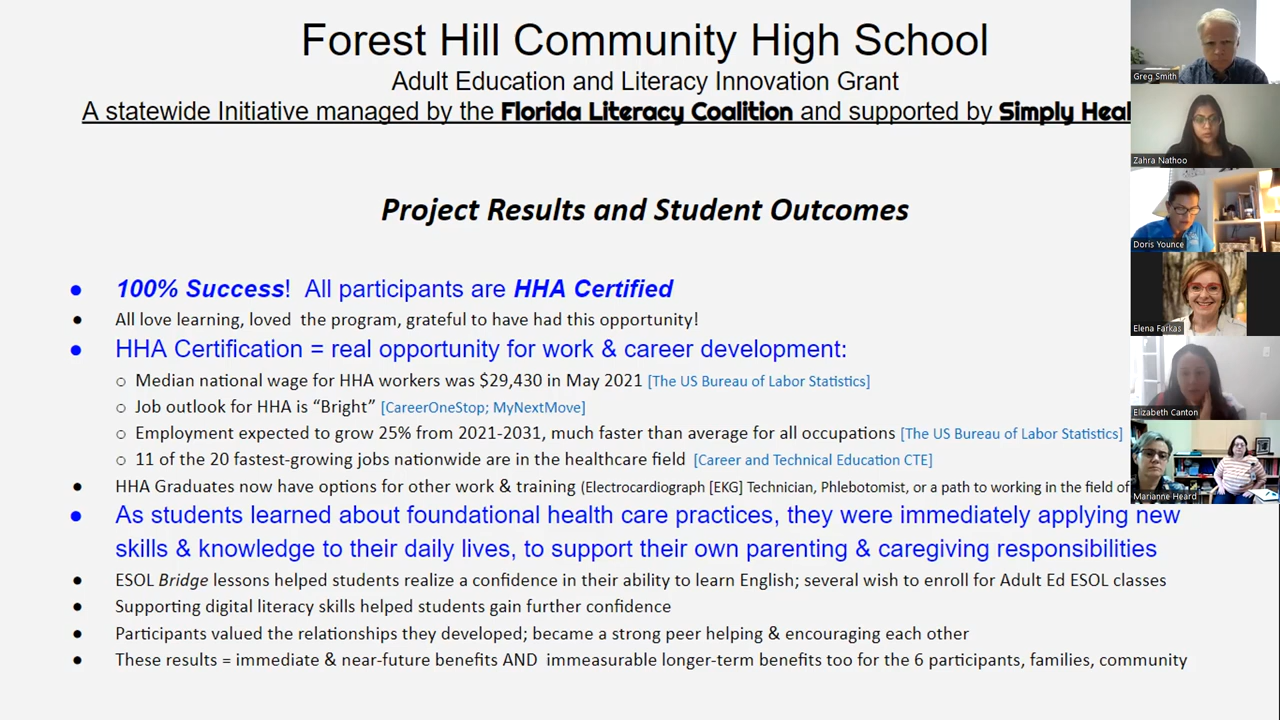 Forest Hill Community High School
Adult Education and Literacy Innovation Grant
A statewide Initiative managed by the Florida Literacy Coalition and supported by Simply Heal
Project Results and Student Outcomes
● 100% Success! All participants are HHA Certified
● All love learning, loved the program, grateful to have had this opportunity!
● HHA Certification = real opportunity for work & career development:
○ Median national wage for HHA workers was $29,430 in May 2021 [The US Bureau of Labor Statistics]
○ Job outlook for HHA is “Bright” [CareerOneStop; MyNextMove]
○ Employment expected to grow 25% from 2021-2031, much faster than average for all occupations [The US Bureau of Labor Statistics]
○ 11 of the 20 fastest-growing jobs nationwide are in the healthcare field [Career and Technical Education CTE]
● HHA Graduates now have options for other work & training (Electrocardiograph [EKG] Technician, Phlebotomist, or a path to working in the field of
● As students learned about foundational health care practices, they were immediately applying new
skills & knowledge to their daily lives, to support their own parenting & caregiving responsibilities
● ESOL Bridge lessons helped students realize a confidence in their ability to learn English; several wish to enroll for Adult Ed ESOL classes
● Supporting digital literacy skills helped students gain further confidence
● Participants valued the relationships they developed; became a strong peer helping & encouraging each other
● These results = immediate & near-future benefits AND immeasurable longer-term benefits too for the 6 participants, families, community
Greg Smith
Zahra Nathoo
Doris Younce
Elena Farkas
Elizabeth Canton
Marianne Heard